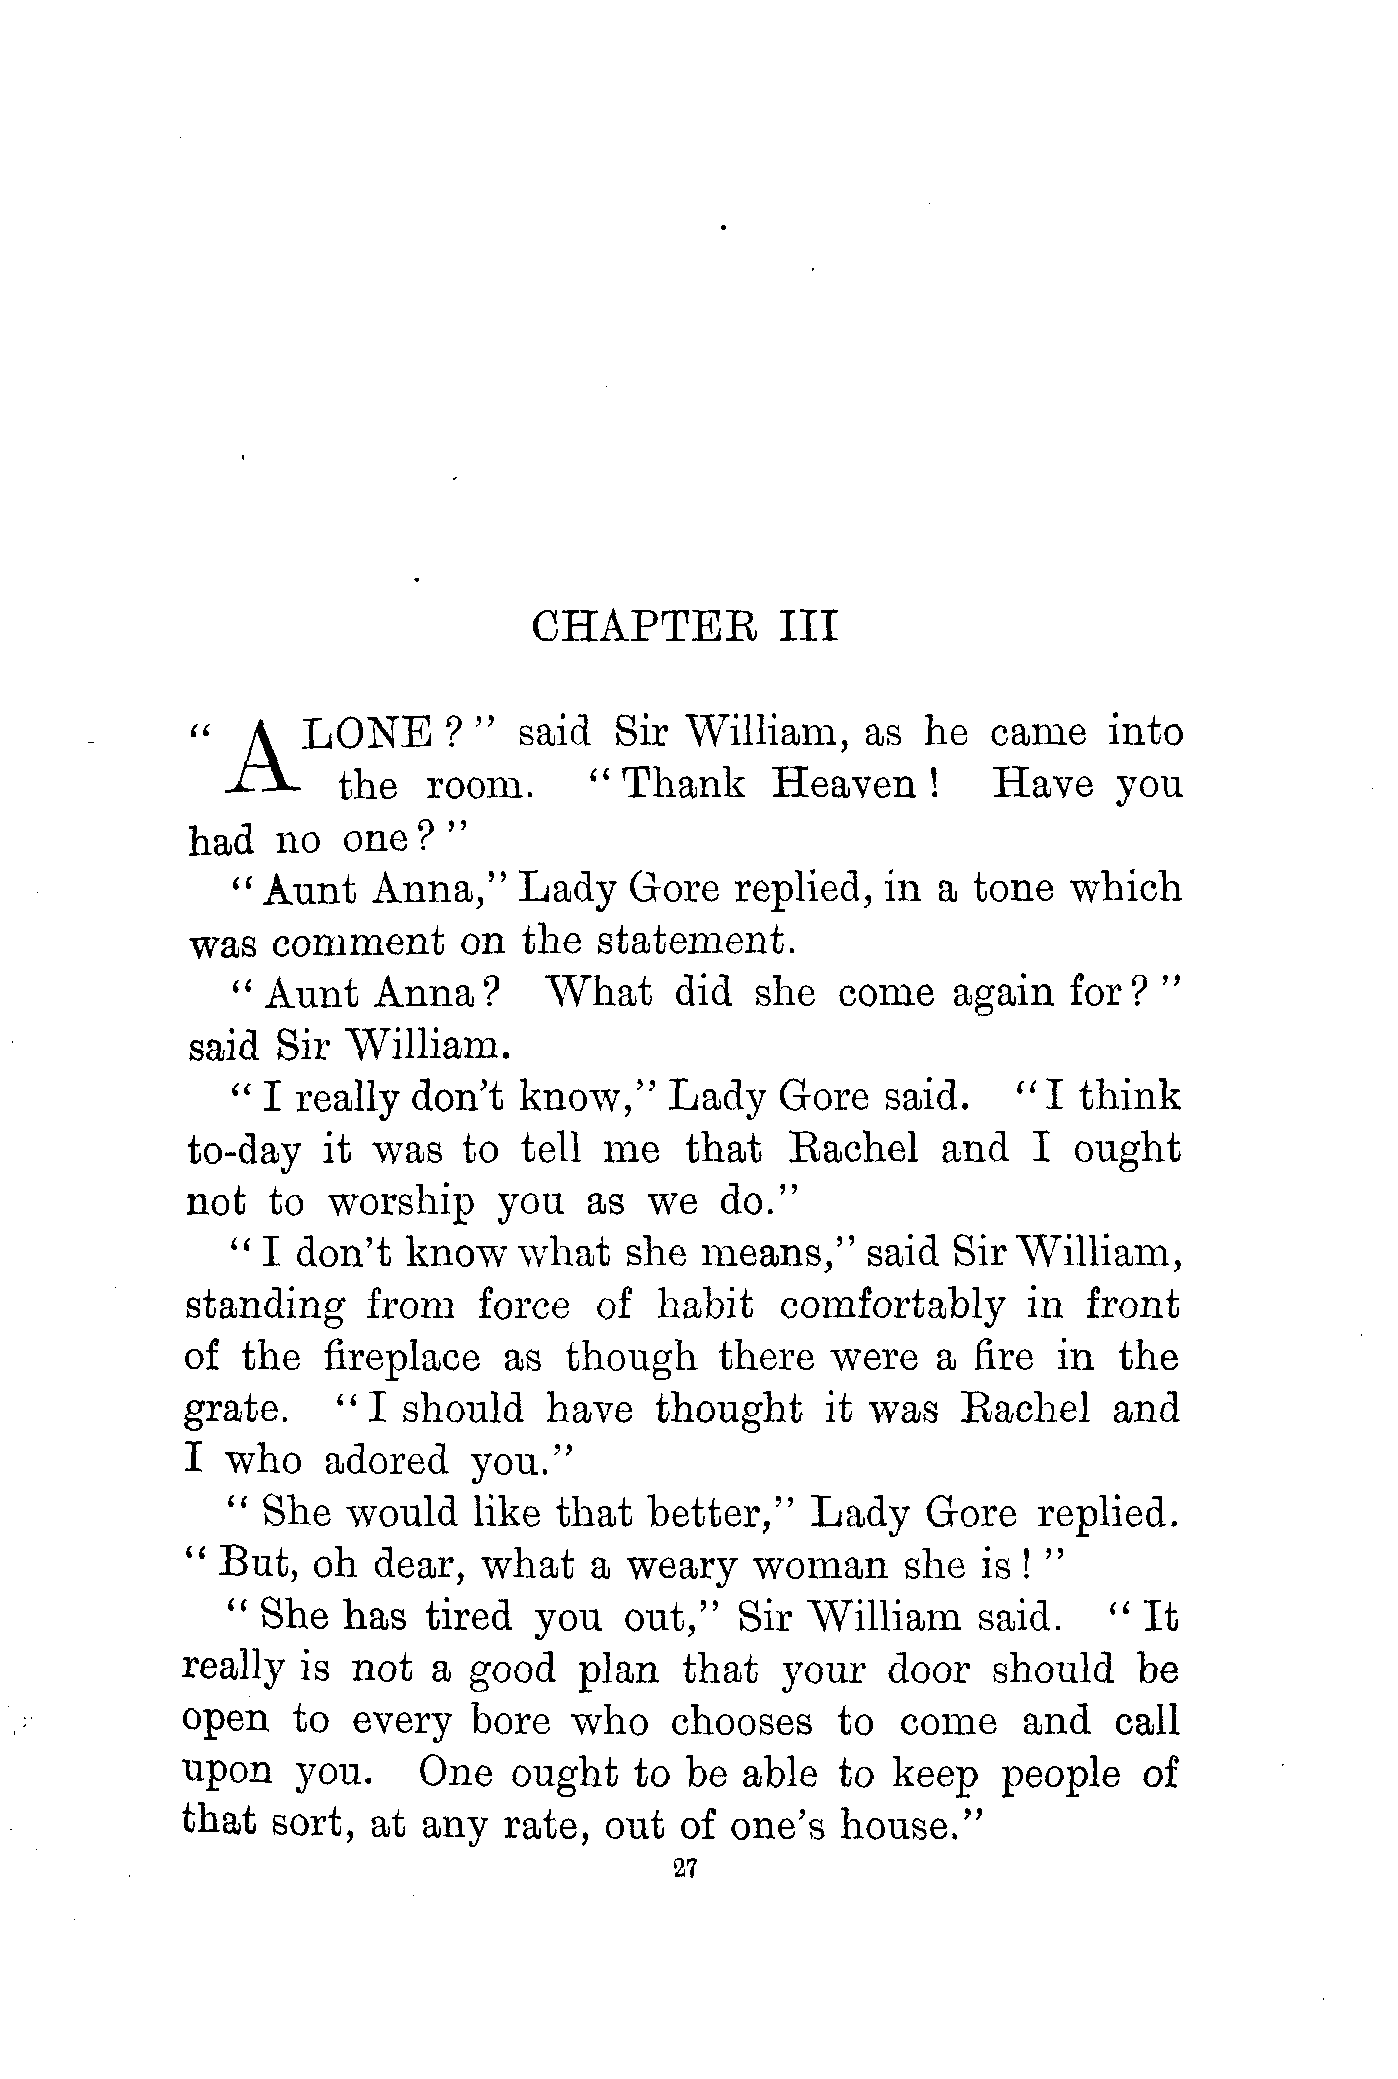 CHAPTER III
"ALONE?" said Sir William, as he came into
the room. "Thank Heaven! Have you
had no one?"
"Aunt Anna," Lady Gore replied, in a tone which
was comment on the statement.
"Aunt Anna? What did she come again for?"
said Sir William.
"I really don't know," Lady Gore said. "I think
to-day it was to tell me that Rachel and I ought
not to worship you as we do."
"I don't know what she means," said Sir William,
standing from force of habit comfortably in front
of the fireplace as though there were a fire in the
grate. "I should have thought it was Rachel and
I who adored you."
"She would like that better," Lady Gore replied.
"But, oh dear, what a weary woman she is!"
"She has tired you out," Sir William said. "It
really is not a good plan that your door should be
open to every bore who chooses to come and call
upon you. One ought to be able to keep people of
that sort, at any rate, out of one's house."
27